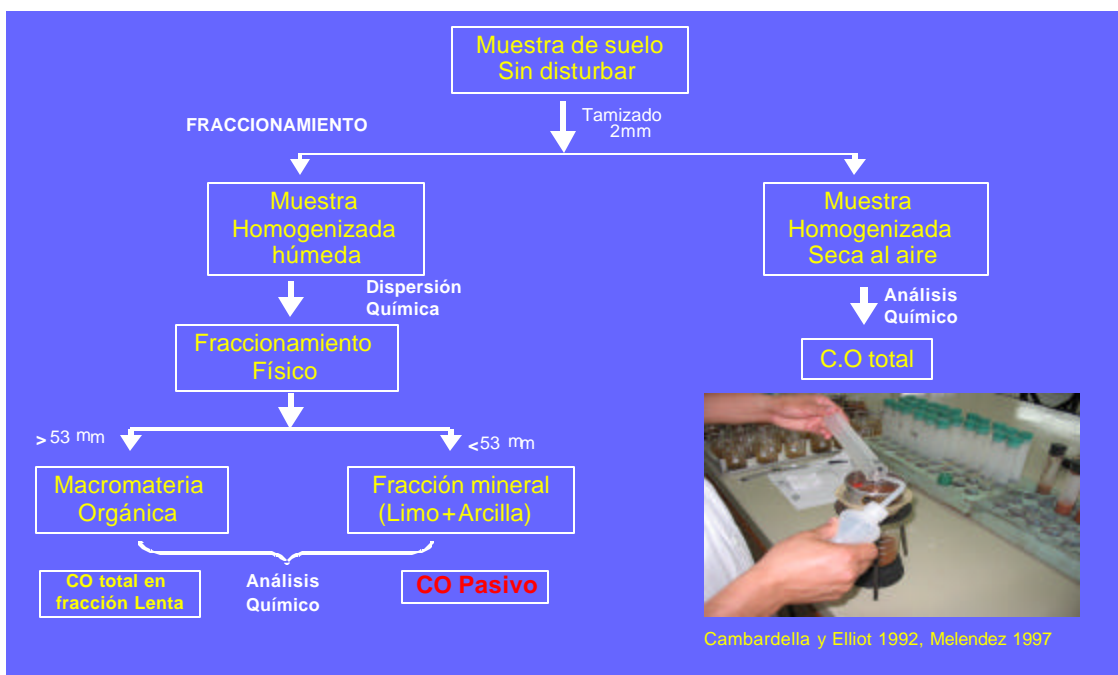 Muestra de suelo
Sin disturbar
Tamizado
2mm
FRACCIONAMIENTO
Muestra
Homogenizada
húmeda
Muestra
Homogenizada
Seca al aire
Dispersión
Química
Análisis
Químico
Fraccionamiento
Físico
C.O total
>53 mm
<53 mm
Macromateria
Orgánica
Fracción mineral
(Limo+Arcilla)
CO total en
fracción Lenta
Análisis
Químico
CO Pasivo
Cambardella y Elliot 1992, Melendez 1997